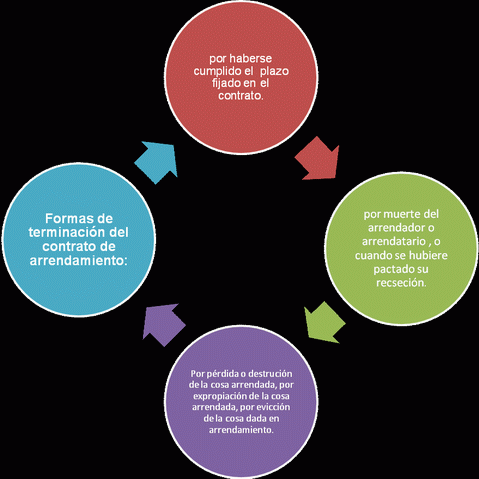 por haberse
cumplido el plazo
fijado en el
contrato.
por muerte del
arrendador o
arrendatario , o
cuando se hubiere
pactado su
recseción.
Por pérdida o destrución
de la cosa arrendada, por
expropiación de la cosa
arrendada, por evicción
de la cosa dada en
arrendamiento.
Formas de
terminación del
contrato de
arrendamiento: